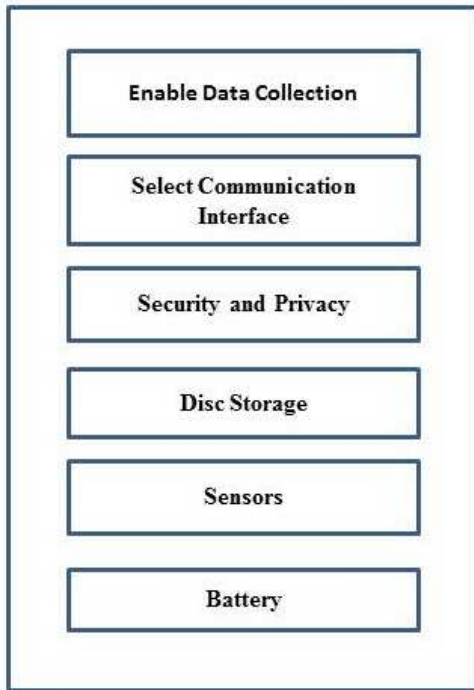 Enable Data Collection
Select Communication
Interface
Security and Privacy
Disc Storage
Sensors
Battery